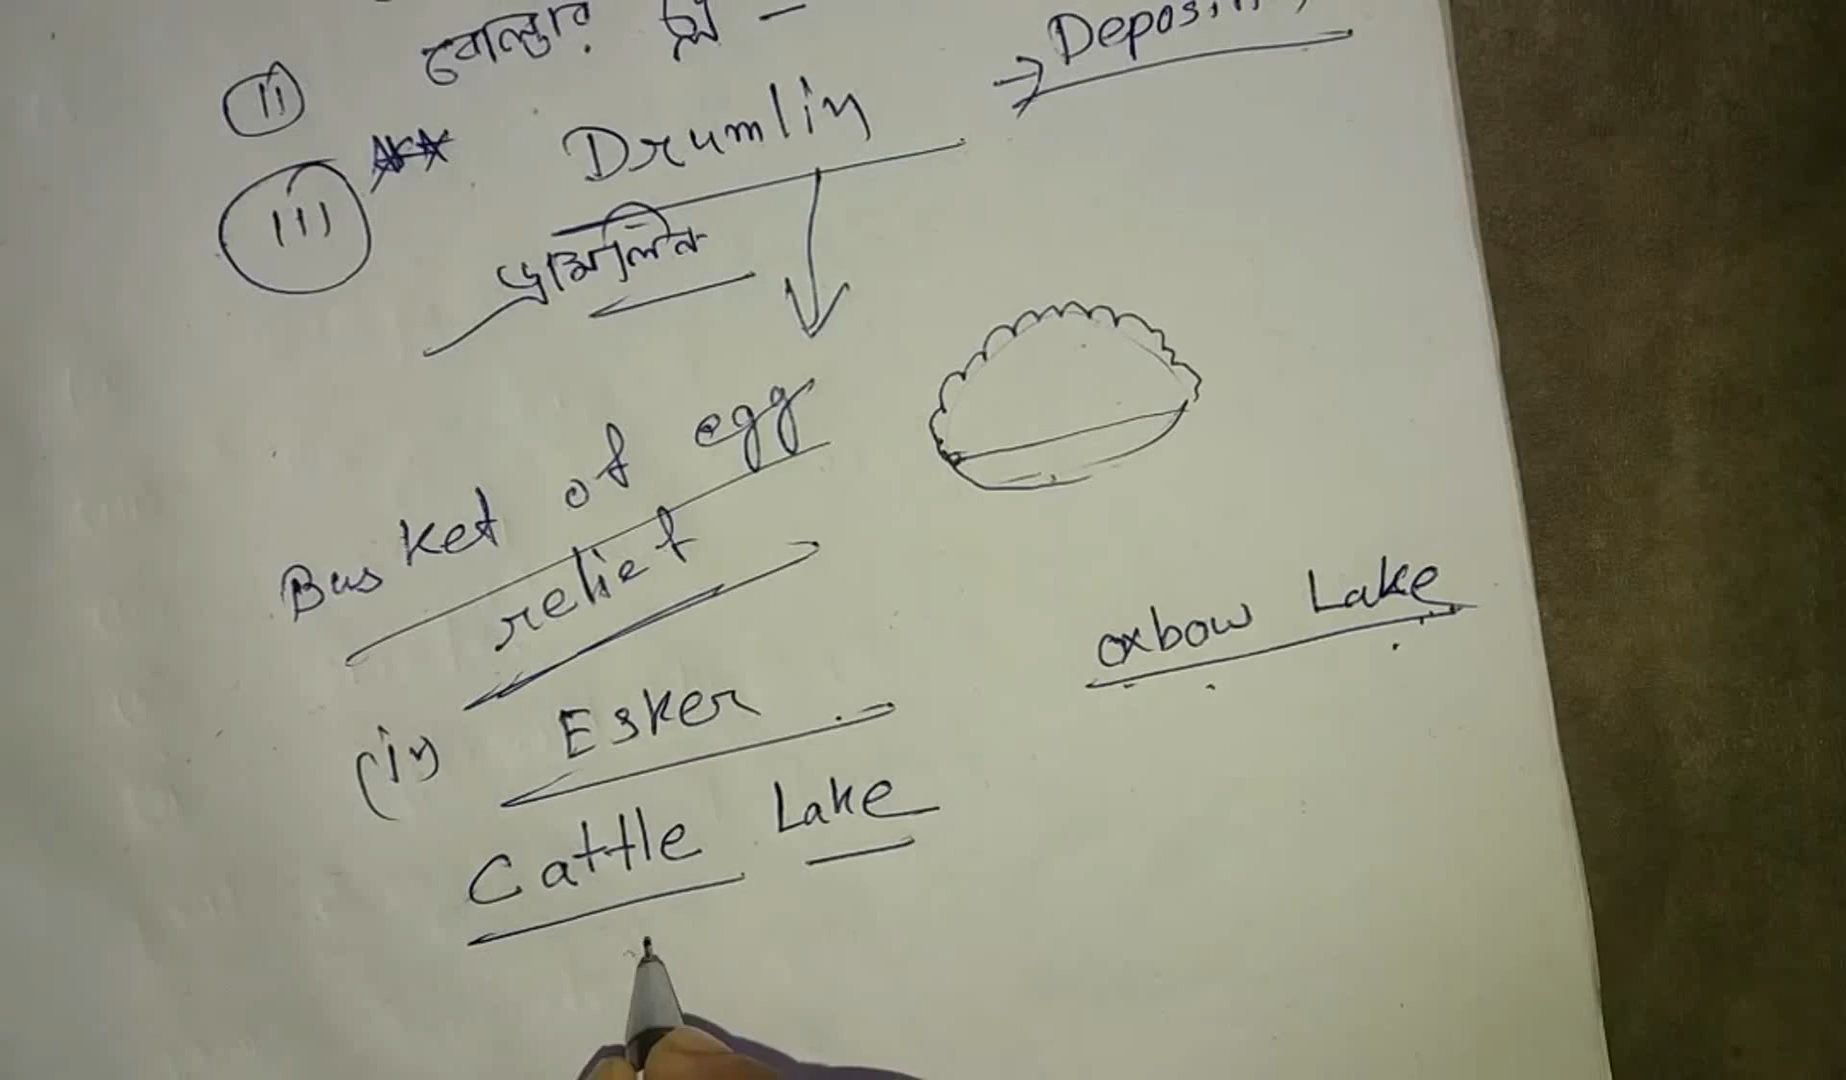 (ii) বোল্ডার ক্লে -
→ Deposit
(iii) Drumlin
ড্রামলিন
Busket of egg
relief
oxbow Lake
(iv) Esker
Cattle Lake